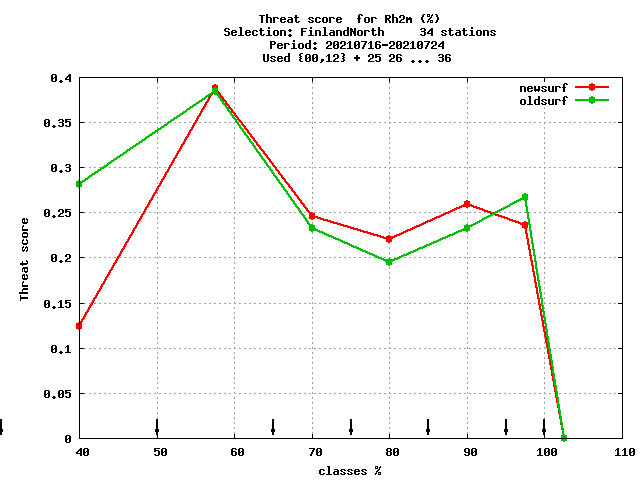 Threat score  for Rh2m (%)
Selection: FinlandNorth     34 stations
Period: 20210716-20210724
Used {00,12} + 25 26 ... 36
newsurf
oldsurf
0.4
0.35
0.3
0.25
0.2
0.15
0.1
0.05
0
Threat score
40 50 60 70 80 90 100 110
classes %